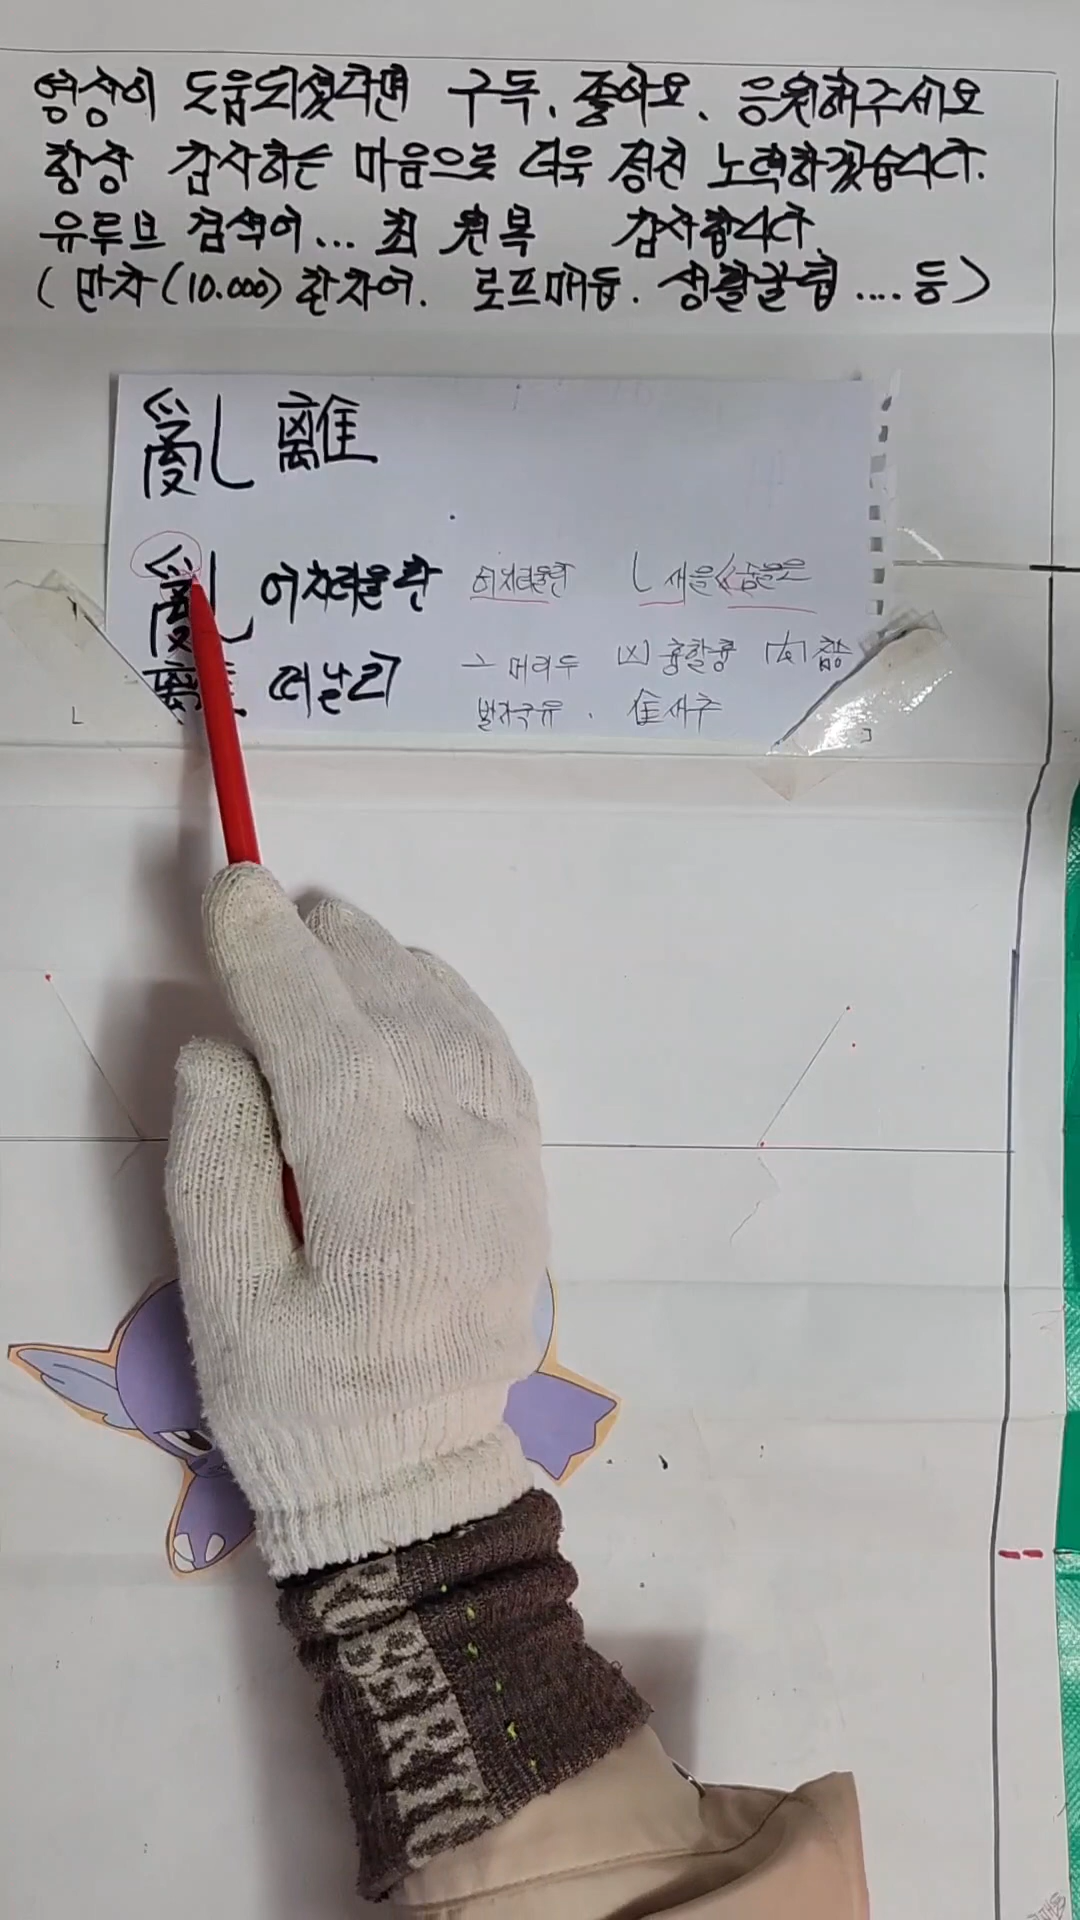 영상이 도움되셨다면 구독, 좋아요, 응원해주세요
항상 감사하는 마음으로 더욱 정진 노력하겠습니다.
유튜브 검색어... 최 원복 감사합니다.
(만자(10.000) 한자어. 로프매듭. 생활꿀팁 .... 등)
亂 離
亂 어지러울란 어지러울란 乚 새을
離 떠날리 亠 머리두 凶 흉할흉
발자국유. 隹 새추
ROBERTO